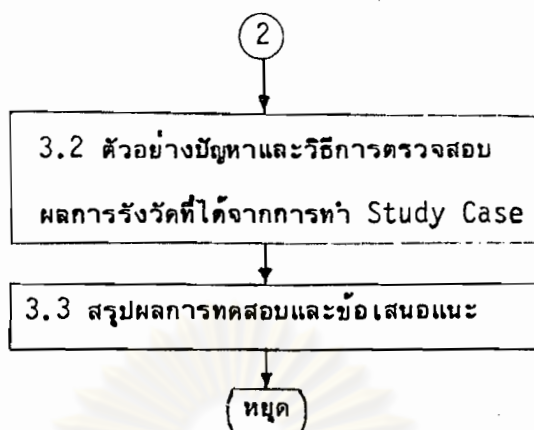 2
3.2 ตัวอย่างปัญหาและวิธีการตรวจสอบ
ผลการรังวัดที่ได้จากการทำ Study Case
3.3 สรุปผลการทดสอบและข้อเสนอแนะ
หยุด